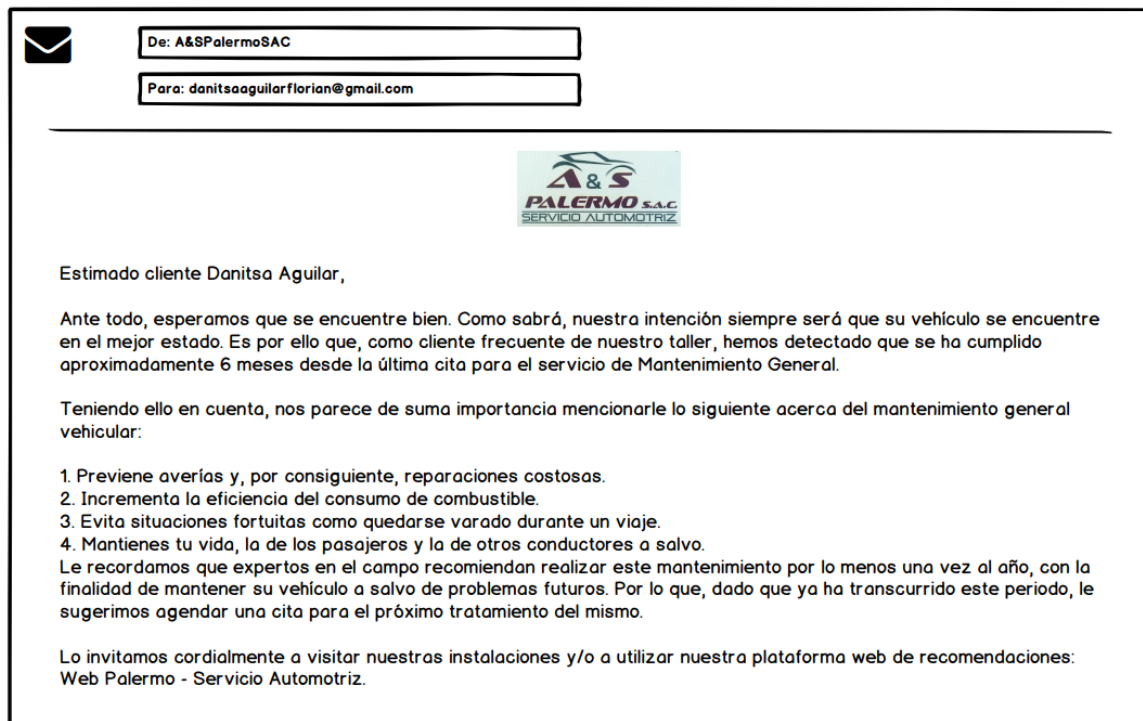 De: A&SPalermoSAC
Para: danitsaaguilarflorian@gmail.com
A & S
PALERMO S.A.C
SERVICIO AUTOMOTRIZ
Estimado cliente Danitsa Aguilar,
Ante todo, esperamos que se encuentre bien. Como sabrá, nuestra intención siempre será que su vehículo se encuentre
en el mejor estado. Es por ello que, como cliente frecuente de nuestro taller, hemos detectado que se ha cumplido
aproximadamente 6 meses desde la última cita para el servicio de Mantenimiento General.
Teniendo ello en cuenta, nos parece de suma importancia mencionarle lo siguiente acerca del mantenimiento general
vehicular:
1. Previene averías y, por consiguiente, reparaciones costosas.
2. Incrementa la eficiencia del consumo de combustible.
3. Evita situaciones fortuitas como quedarse varado durante un viaje.
4. Mantienes tu vida, la de los pasajeros y la de otros conductores a salvo.
Le recordamos que expertos en el campo recomiendan realizar este mantenimiento por lo menos una vez al año, con la
finalidad de mantener su vehículo a salvo de problemas futuros. Por lo que, dado que ya ha transcurrido este periodo, le
sugerimos agendar una cita para el próximo tratamiento del mismo.
Lo invitamos cordialmente a visitar nuestras instalaciones y/o a utilizar nuestra plataforma web de recomendaciones:
Web Palermo - Servicio Automotriz.